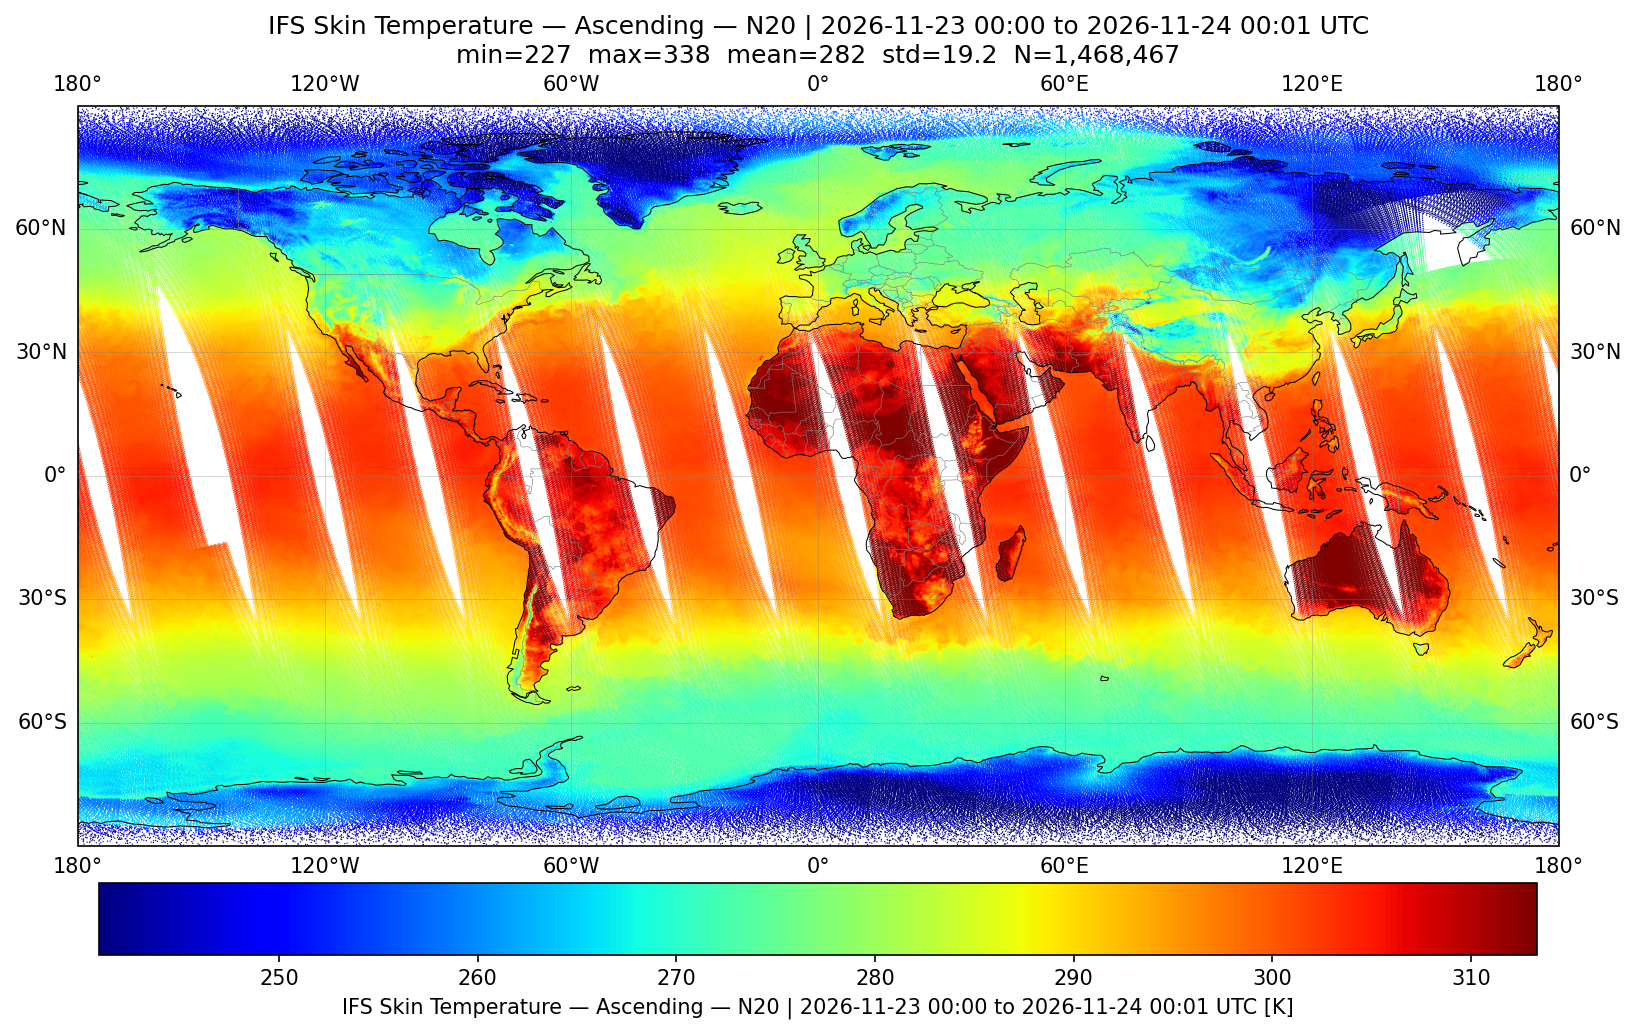 IFS Skin Temperature — Ascending — N20 | 2026-11-23 00:00 to 2026-11-24 00:01 UTC
min=227 max=338 mean=282 std=19.2 N=1,468,467
180° 120°W 60°W 0° 60°E 120°E 180°
60°N 60°N
30°N 30°N
0° 0°
30°S 30°S
60°S 60°S
180° 120°W 60°W 0° 60°E 120°E 180°
250 260 270 280 290 300 310
IFS Skin Temperature — Ascending — N20 | 2026-11-23 00:00 to 2026-11-24 00:01 UTC [K]